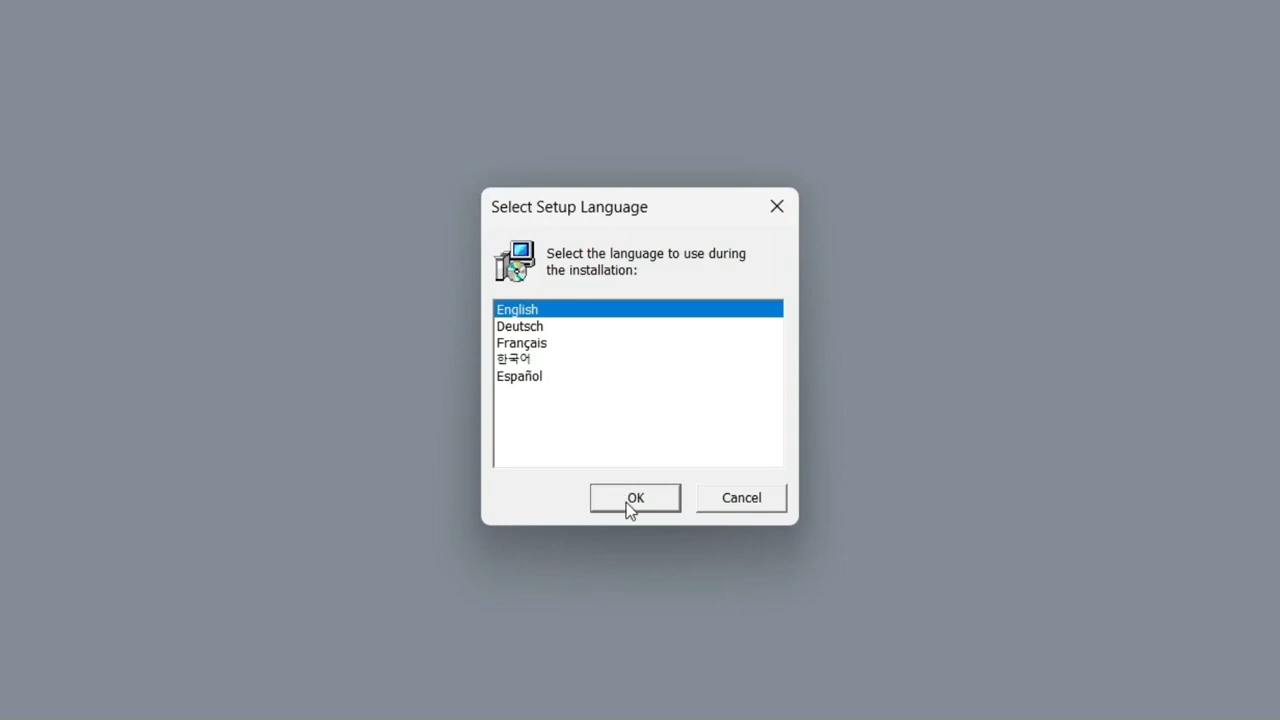 Select Setup Language
Select the language to use during
the installation:
English
Deutsch
Français
한국어
Español
OK
Cancel